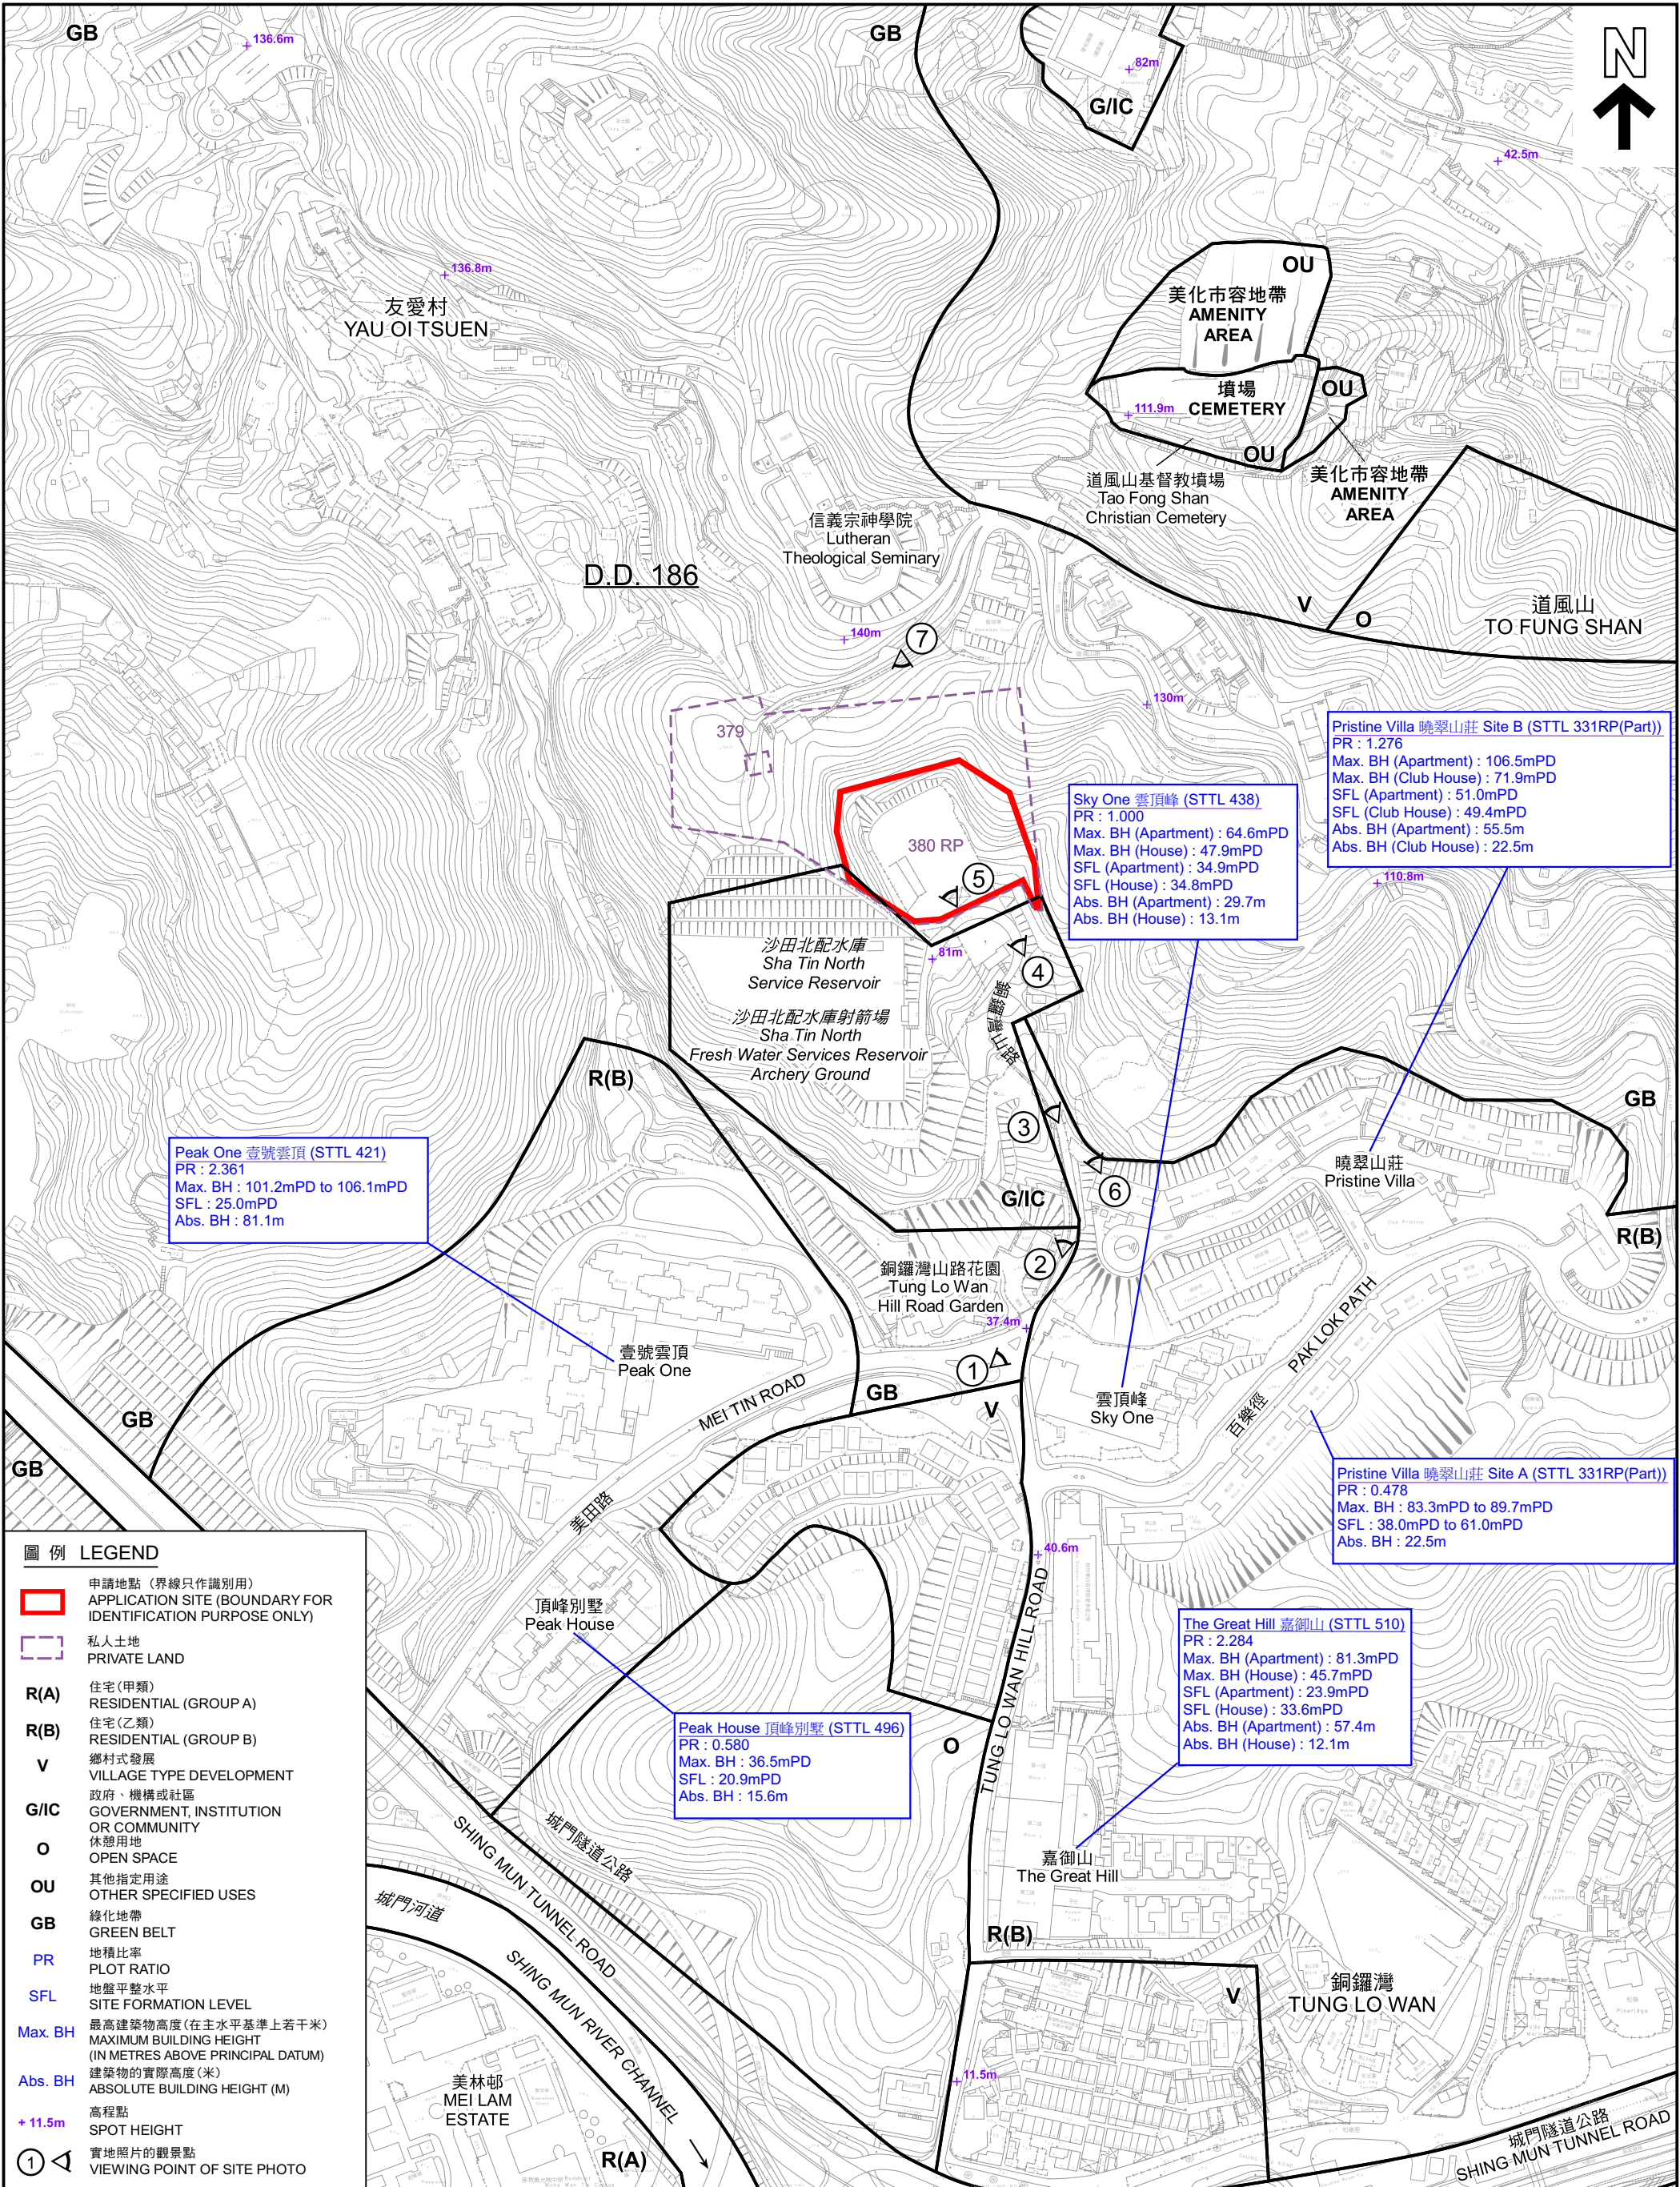 GB
136.6m
GB
82m
G/IC
N
42.5m
136.8m
友愛村
YAU OI TSUEN
OU
美化市容地帶
AMENITY
AREA
墳場
CEMETERY
OU
111.9m
OU
道風山基督教墳場
Tao Fong Shan
Christian Cemetery
美化市容地帶
AMENITY
AREA
信義宗神學院
Lutheran
Theological Seminary
D.D. 186
V
O
道風山
TO FUNG SHAN
7
140m
130m
379
380 RP
5
Pristine Villa 曉翠山莊 Site B (STTL 331RP(Part))
PR : 1.276
Max. BH (Apartment) : 106.5mPD
Max. BH (Club House) : 71.9mPD
SFL (Apartment) : 51.0mPD
SFL (Club House) : 49.4mPD
Abs. BH (Apartment) : 55.5m
Abs. BH (Club House) : 22.5m
Sky One 雲頂峰 (STTL 438)
PR : 1.000
Max. BH (Apartment) : 64.6mPD
Max. BH (House) : 47.9mPD
SFL (Apartment) : 34.9mPD
SFL (House) : 34.8mPD
Abs. BH (Apartment) : 29.7m
Abs. BH (House) : 13.1m
110.8m
沙田北配水庫
Sha Tin North
Service Reservoir
81m
4
沙田北配水庫射箭場
Sha Tin North
Fresh Water Services Reservoir
Archery Ground
銅鑼灣山路
R(B)
3
GB
Peak One 壹號雲頂 (STTL 421)
PR : 2.361
Max. BH : 101.2mPD to 106.1mPD
SFL : 25.0mPD
Abs. BH : 81.1m
曉翠山莊
Pristine Villa
6
G/IC
R(B)
2
銅鑼灣山路花園
Tung Lo Wan
Hill Road Garden
37.4m
壹號雲頂
Peak One
1
MEI TIN ROAD
GB
V
PAK LOK PATH
百樂徑
雲頂峰
Sky One
GB
GB
美田路
Pristine Villa 曉翠山莊 Site A (STTL 331RP(Part))
PR : 0.478
Max. BH : 83.3mPD to 89.7mPD
SFL : 38.0mPD to 61.0mPD
Abs. BH : 22.5m
40.6m
頂峰別墅
Peak House
TUNG LO WAN HILL ROAD
The Great Hill 嘉御山 (STTL 510)
PR : 2.284
Max. BH (Apartment) : 81.3mPD
Max. BH (House) : 45.7mPD
SFL (Apartment) : 23.9mPD
SFL (House) : 33.6mPD
Abs. BH (Apartment) : 57.4m
Abs. BH (House) : 12.1m
Peak House 頂峰別墅 (STTL 496)
PR : 0.580
Max. BH : 36.5mPD
SFL : 20.9mPD
Abs. BH : 15.6m
O
嘉御山
The Great Hill
城門隧道公路
SHING MUN TUNNEL ROAD
城門河道
SHING MUN RIVER CHANNEL
R(B)
V
銅鑼灣
TUNG LO WAN
11.5m
美林邨
MEI LAM
ESTATE
R(A)
城門隧道公路
SHING MUN TUNNEL ROAD
圖 例 LEGEND
申請地點（界線只作識別用）
APPLICATION SITE (BOUNDARY FOR
IDENTIFICATION PURPOSE ONLY)
私人土地
PRIVATE LAND
R(A) 住宅(甲類)
RESIDENTIAL (GROUP A)
R(B) 住宅(乙類)
RESIDENTIAL (GROUP B)
V 鄉村式發展
VILLAGE TYPE DEVELOPMENT
G/IC 政府、機構或社區
GOVERNMENT, INSTITUTION
OR COMMUNITY
O 休憩用地
OPEN SPACE
OU 其他指定用途
OTHER SPECIFIED USES
GB 綠化地帶
GREEN BELT
PR 地積比率
PLOT RATIO
SFL 地盤平整水平
SITE FORMATION LEVEL
Max. BH 最高建築物高度(在主水平基準上若干米)
MAXIMUM BUILDING HEIGHT
(IN METRES ABOVE PRINCIPAL DATUM)
Abs. BH 建築物的實際高度(米)
ABSOLUTE BUILDING HEIGHT (M)
+ 11.5m 高程點
SPOT HEIGHT
1 實地照片的觀景點
VIEWING POINT OF SITE PHOTO